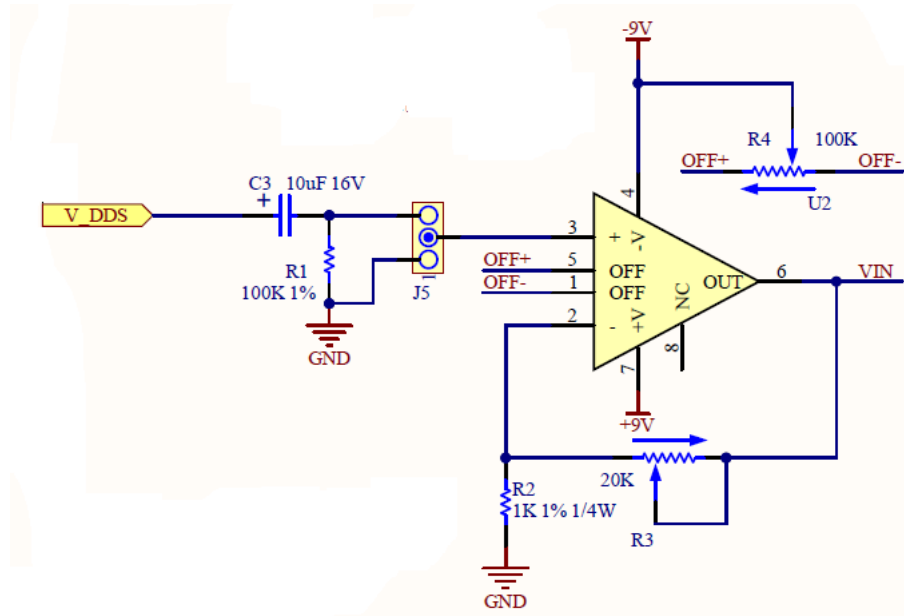 -9V
R4 100K
OFF+ OFF-
U2
C3 10uF 16V
+
V_DDS
R1
100K 1%
J5
1
GND
4
3 + -V
OFF+ 5 OFF
OFF- 1 OFF OUT 6 VIN
NC
2 - +V
7 8
+9V
20K
R2
1K 1% 1/4W
R3
GND